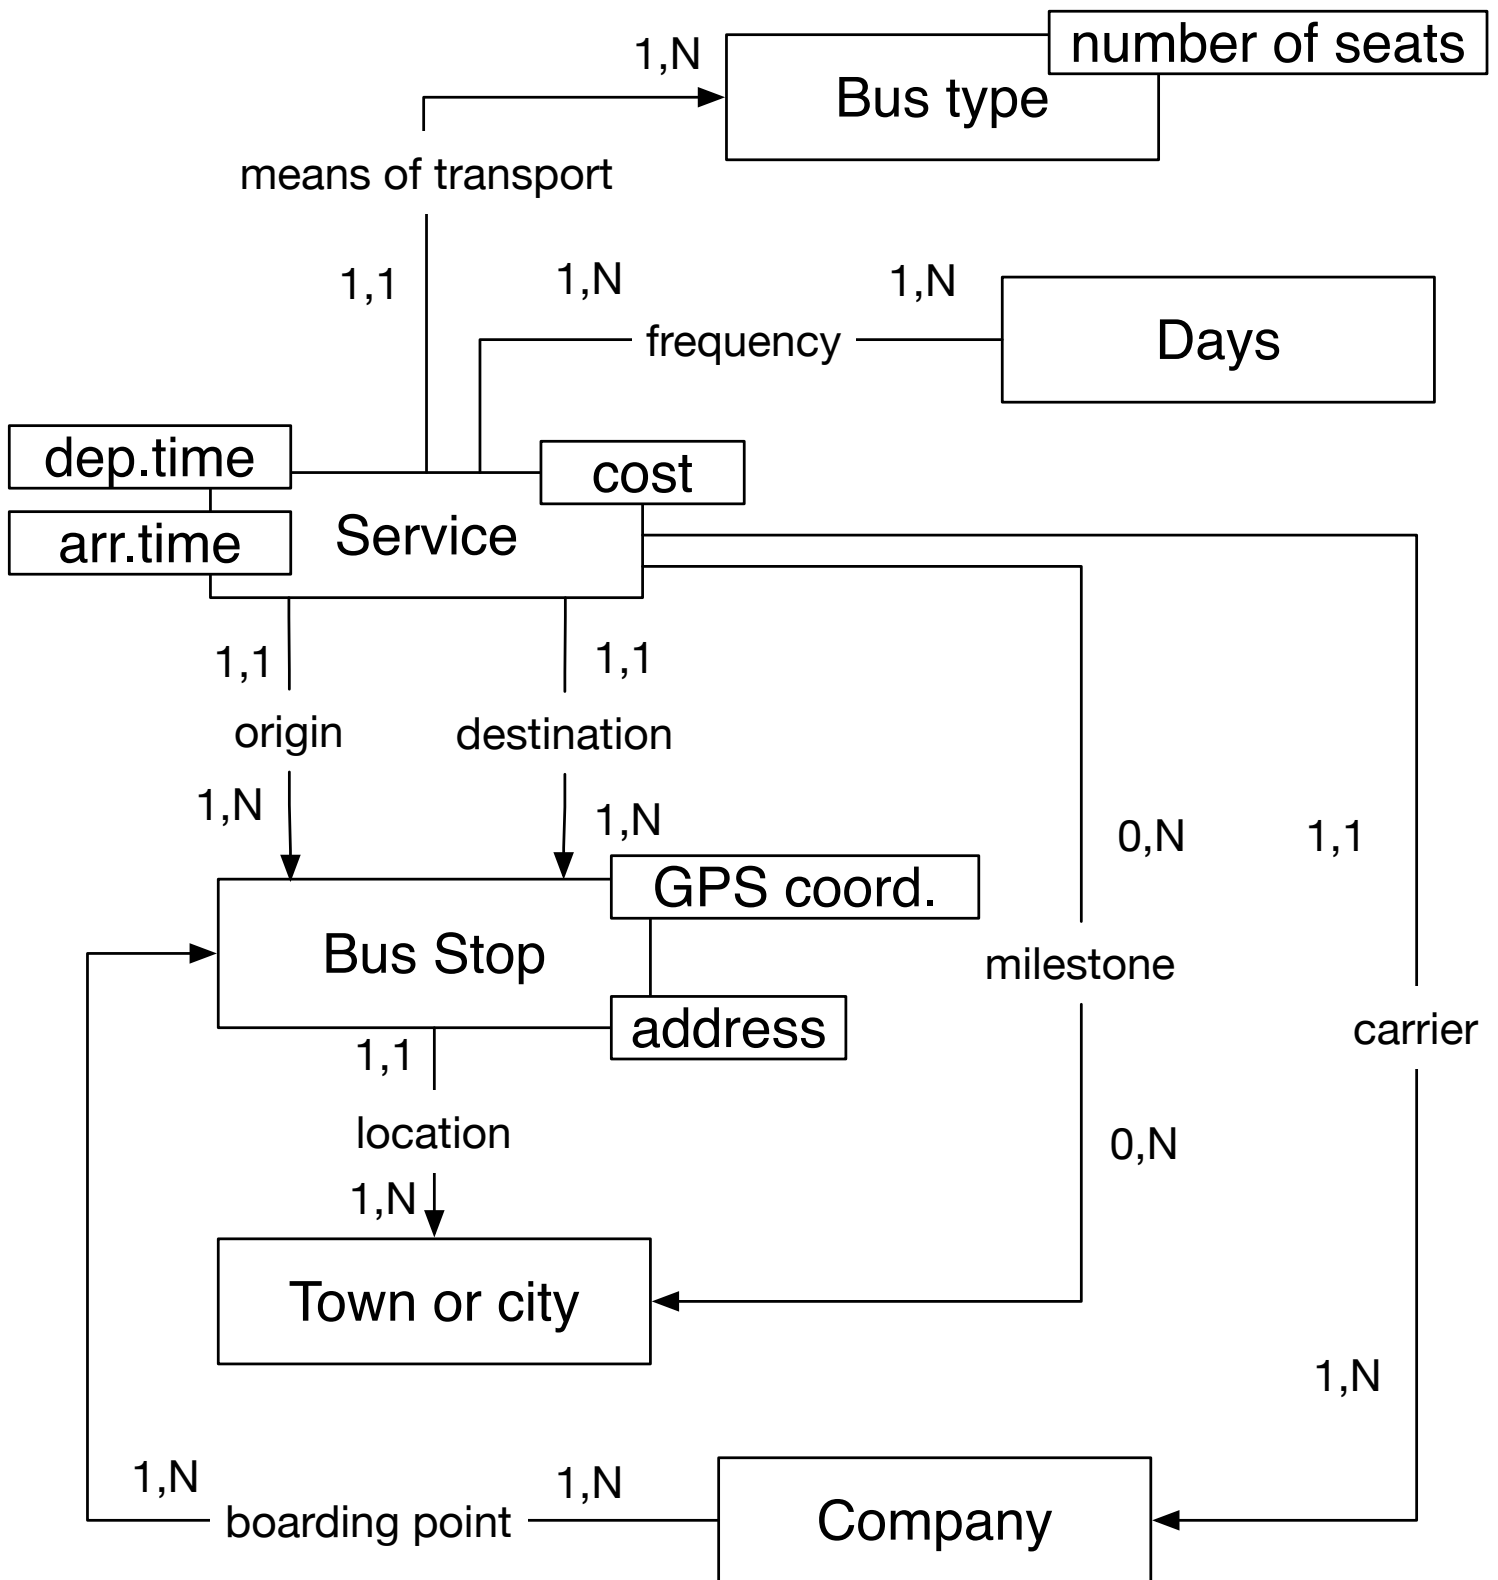 number of seats
1,N
Bus type
means of transport
1,1
1,N
1,N
frequency
Days
dep.time
cost
arr.time
Service
1,1
1,1
origin
destination
1,N
1,N
0,N
1,1
GPS coord.
Bus Stop
milestone
address
carrier
1,1
location
0,N
1,N
Town or city
1,N
1,N
1,N
boarding point
Company